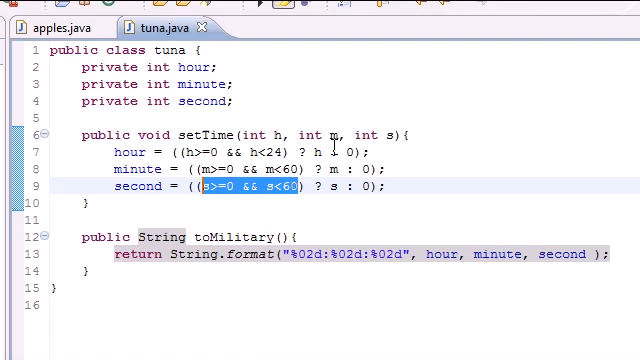 apples.java
tuna.java
1 public class tuna {
2 private int hour;
3 private int minute;
4 private int second;
5
6 public void setTime(int h, int m, int s){
7 hour = ((h>=0 && h<24) ? h : 0);
8 minute = ((m>=0 && m<60) ? m : 0);
9 second = ((s>=0 && s<60) ? s : 0);
10 }
11
12 public String toMilitary(){
13 return String.format("%02d:%02d:%02d", hour, minute, second );
14 }
15 }
16